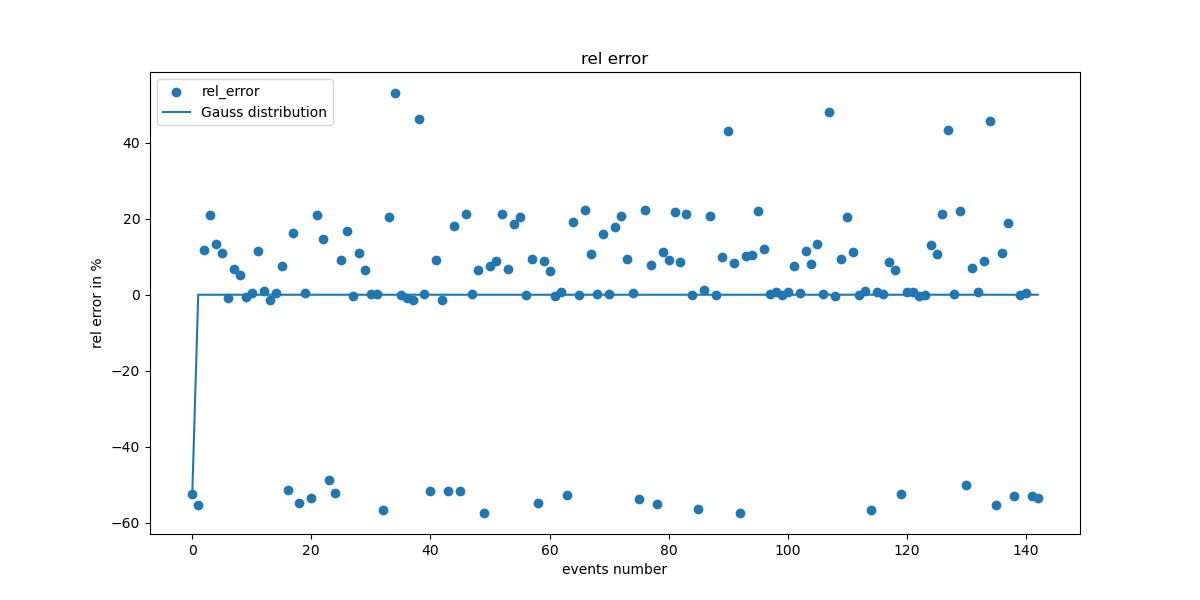 rel error
rel_error
Gauss distribution
rel error in %
40
20
0
−20
−40
−60
0
20
40
60
80
100
120
140
events number